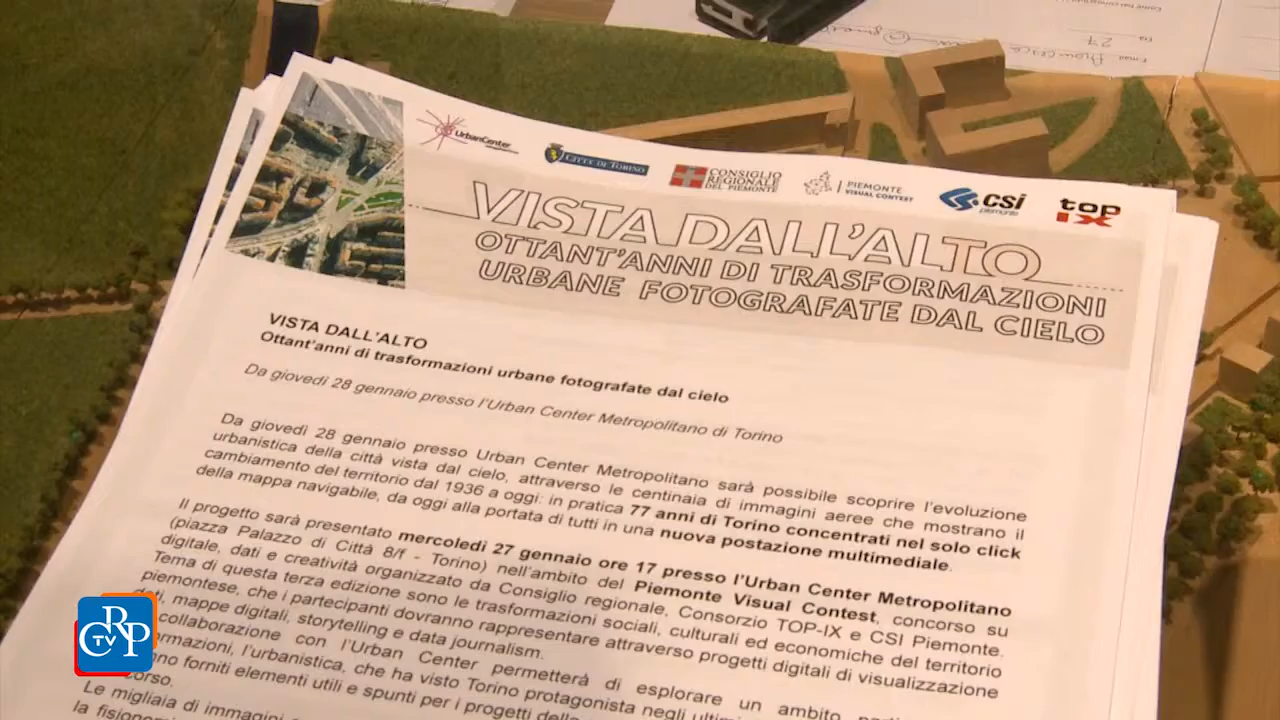 Francesca
Email
27
UrbanCenter
CITTÀ DI TORINO
CONSIGLIO
REGIONALE
DEL PIEMONTE
PIEMONTE
VISUAL CONTEST
csi
piemonte
top
ix
VISTA DALL'ALTO
OTTANT'ANNI DI TRASFORMAZIONI
URBANE FOTOGRAFATE DAL CIELO
VISTA DALL'ALTO
Ottant'anni di trasformazioni urbane fotografate dal cielo
Da giovedì 28 gennaio presso l'Urban Center Metropolitano di Torino
Da giovedì 28 gennaio presso Urban Center Metropolitano sarà possibile scoprire l'evoluzione
urbanistica della città vista dal cielo, attraverso le centinaia di immagini aeree che mostrano il
cambiamento del territorio dal 1936 a oggi: in pratica 77 anni di Torino concentrati nel solo click
della mappa navigabile, da oggi alla portata di tutti in una nuova postazione multimediale.
Il progetto sarà presentato mercoledì 27 gennaio ore 17 presso l'Urban Center Metropolitano
(piazza Palazzo di Città 8/f - Torino) nell'ambito del Piemonte Visual Contest, concorso su
digitale, dati e creatività organizzato da Consiglio regionale, Consorzio TOP-IX e CSI Piemonte.
Tema di questa terza edizione sono le trasformazioni sociali, culturali ed economiche del territorio
piemontese, che i partecipanti dovranno rappresentare attraverso progetti digitali di visualizzazione
dati, mappe digitali, storytelling e data journalism.
collaborazione con l'Urban Center permetterà di esplorare un ambito
l'urbanistica, che ha visto Torino protagonista negli
forniti elementi utili e spunti per i progetti
Le migliaia di immagini
la
CRP
TV